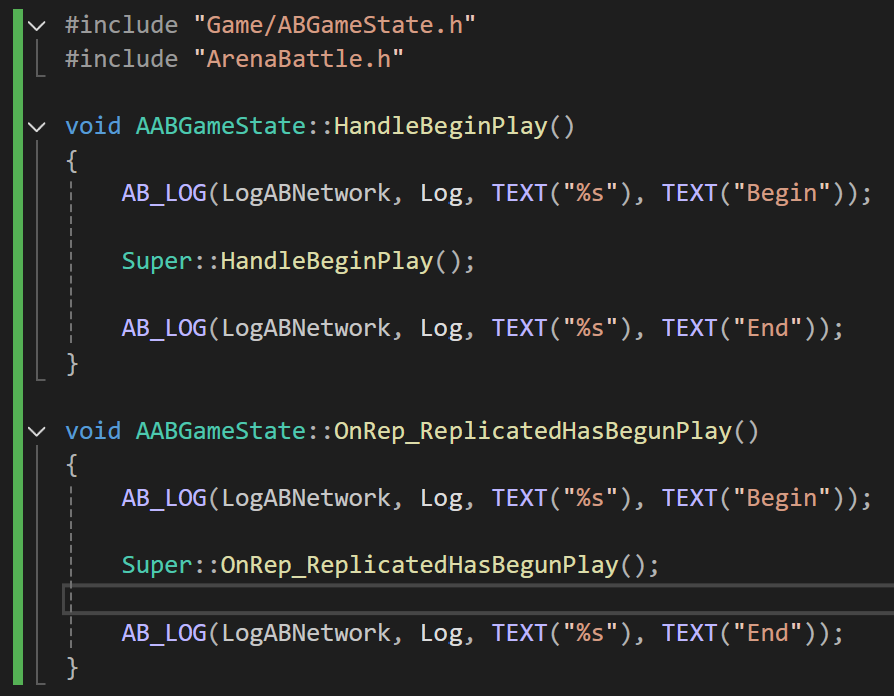 #include "Game/ABGameState.h"
#include "ArenaBattle.h"
void AABGameState::HandleBeginPlay()
{
AB_LOG(LogABNetwork, Log, TEXT("%s"), TEXT("Begin"));
Super::HandleBeginPlay();
AB_LOG(LogABNetwork, Log, TEXT("%s"), TEXT("End"));
}
void AABGameState::OnRep_ReplicatedHasBegunPlay()
{
AB_LOG(LogABNetwork, Log, TEXT("%s"), TEXT("Begin"));
Super::OnRep_ReplicatedHasBegunPlay();
AB_LOG(LogABNetwork, Log, TEXT("%s"), TEXT("End"));
}